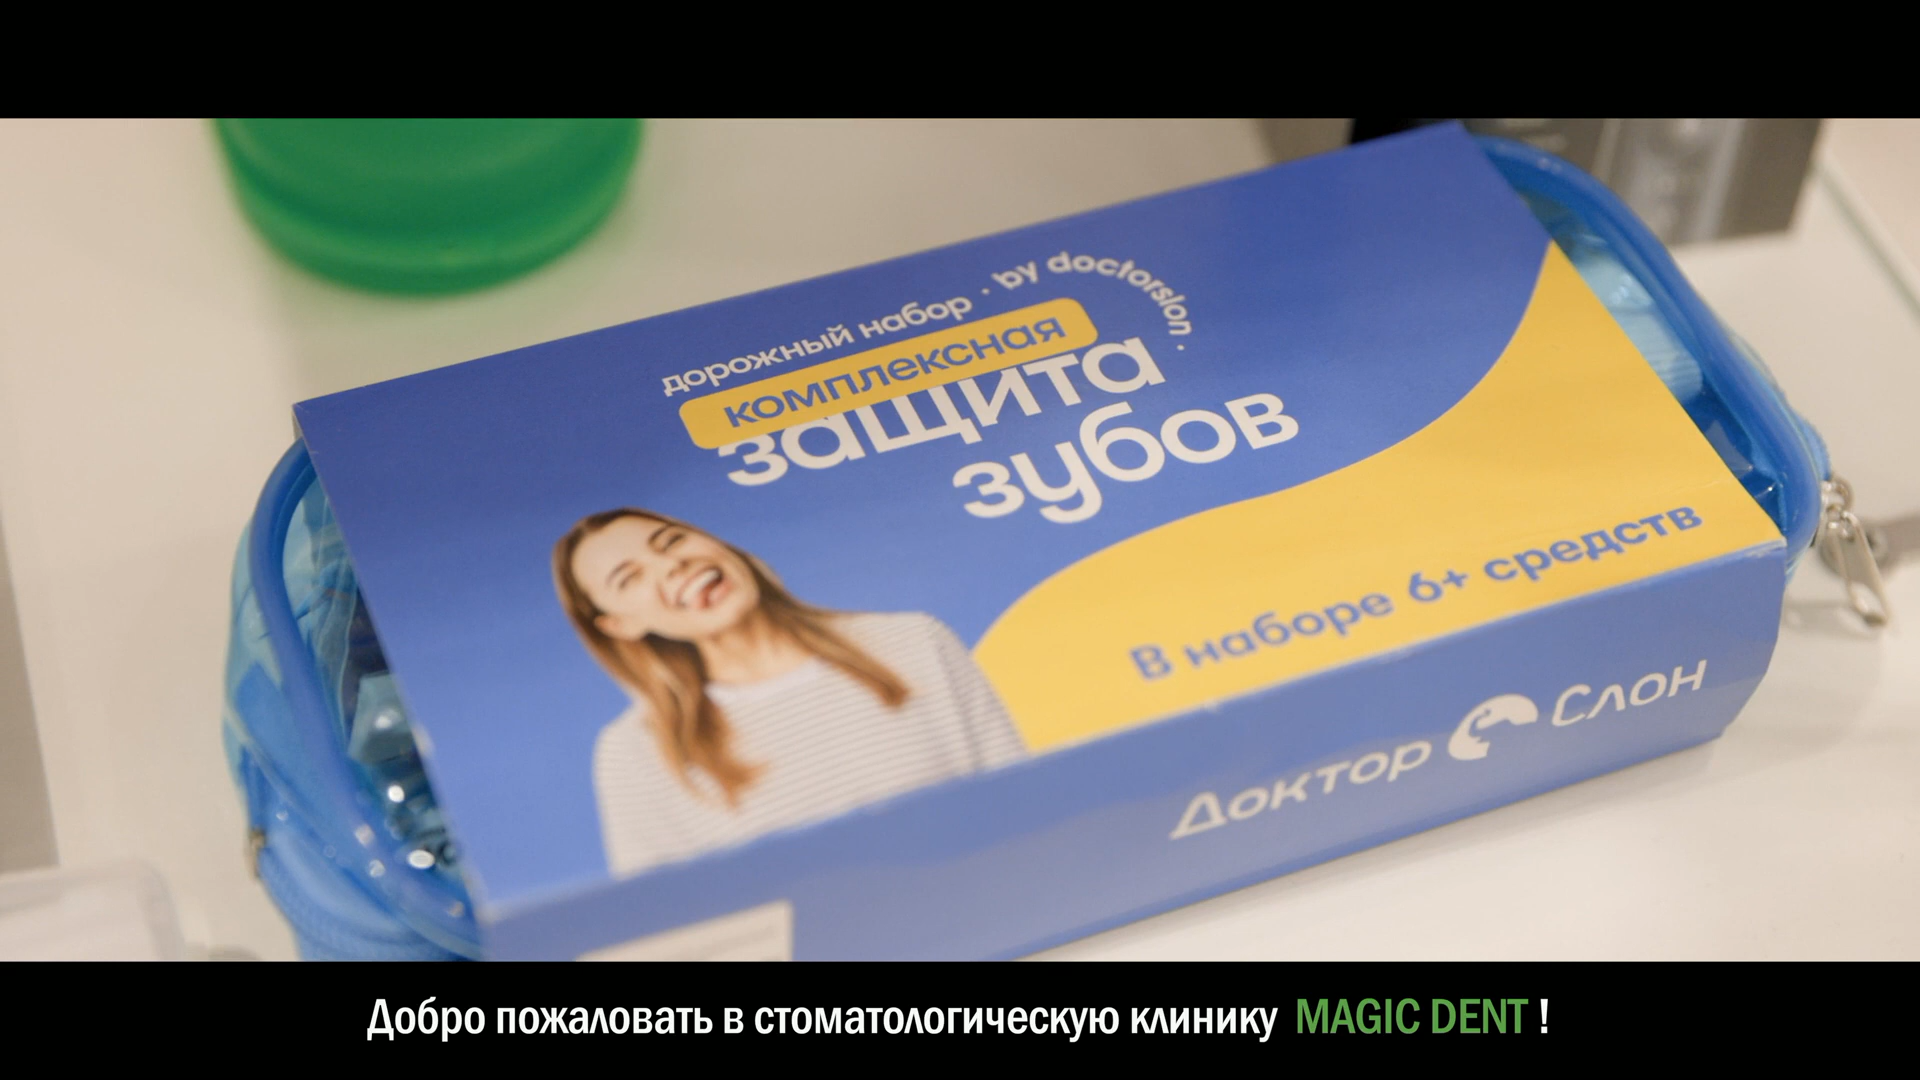 дорожный набор · by doctorslon ·
комплексная
защита
зубов
В наборе 6+ средств
Доктор Слон
Добро пожаловать в стоматологическую клинику MAGIC DENT !